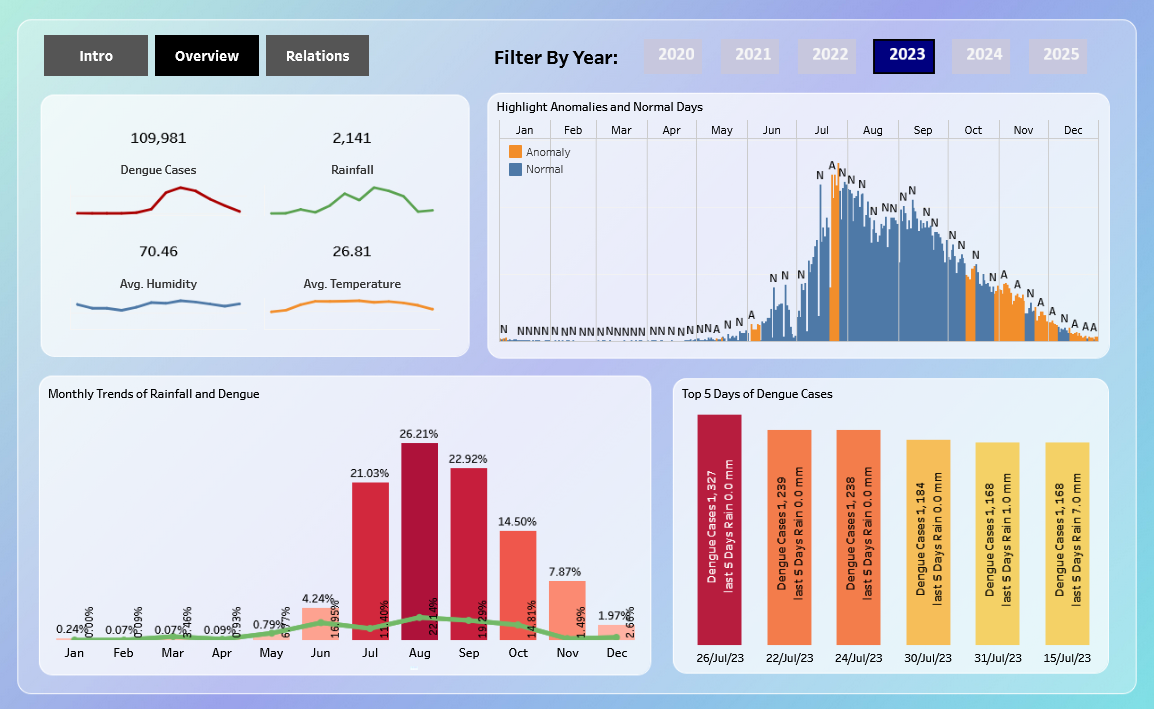 Intro
Overview
Relations
Filter By Year:
2020
2021
2022
2023
2024
2025
109,981
Dengue Cases
2,141
Rainfall
70.46
Avg. Humidity
26.81
Avg. Temperature
Highlight Anomalies and Normal Days
Jan Feb Mar Apr May Jun Jul Aug Sep Oct Nov Dec
Anomaly
Normal
Monthly Trends of Rainfall and Dengue
0.24% 0.07% 0.07% 0.09% 0.79% 4.24% 21.03% 26.21% 22.92% 14.50% 7.87% 1.97%
0.00% 0.09% 3.46% 0.93% 6.77% 16.95% 11.40% 22.14% 19.29% 14.81% 1.49% 2.66%
Jan Feb Mar Apr May Jun Jul Aug Sep Oct Nov Dec
Top 5 Days of Dengue Cases
Dengue Cases 1,327
last 5 Days Rain 0.0 mm
Dengue Cases 1,239
last 5 Days Rain 0.0 mm
Dengue Cases 1,238
last 5 Days Rain 0.0 mm
Dengue Cases 1,184
last 5 Days Rain 0.0 mm
Dengue Cases 1,168
last 5 Days Rain 1.0 mm
Dengue Cases 1,168
last 5 Days Rain 7.0 mm
26/Jul/23 22/Jul/23 24/Jul/23 30/Jul/23 31/Jul/23 15/Jul/23